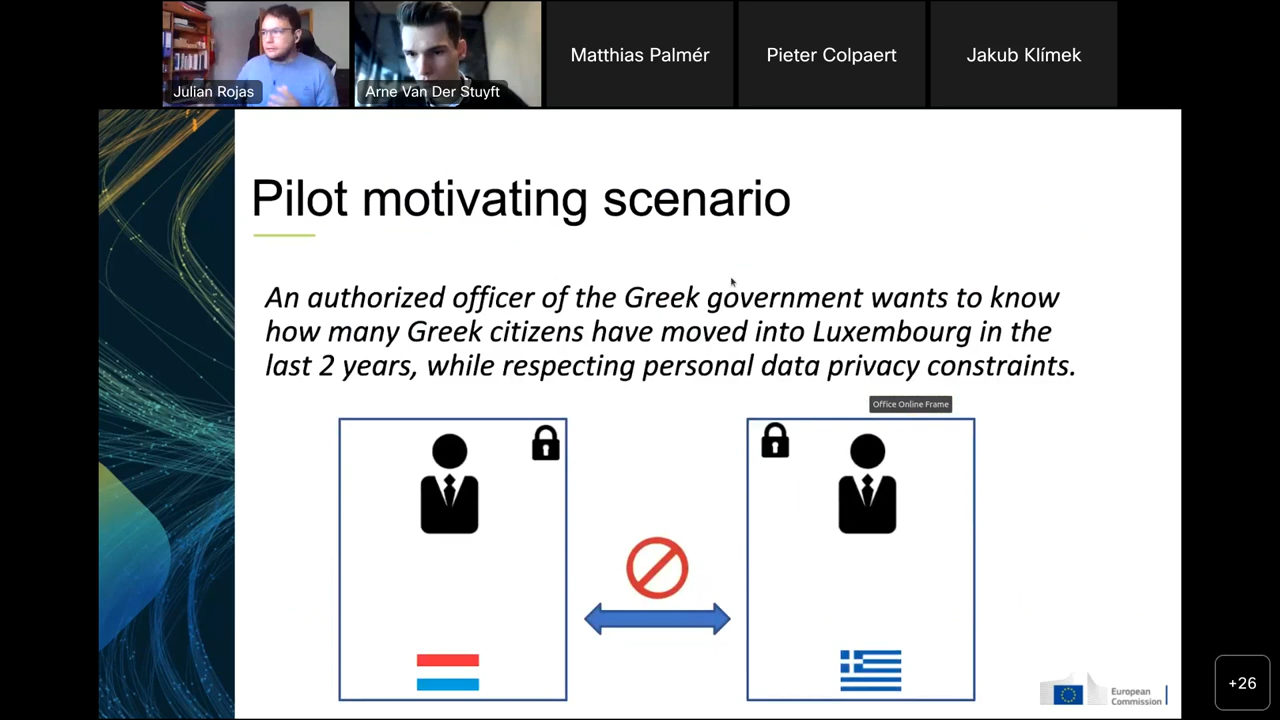 Julian Rojas
Arne Van Der Stuyft
Matthias Palmér
Pieter Colpaert
Jakub Klímek
Pilot motivating scenario
An authorized officer of the Greek government wants to know
how many Greek citizens have moved into Luxembourg in the
last 2 years, while respecting personal data privacy constraints.
Office Online Frame
European
Commission
+26